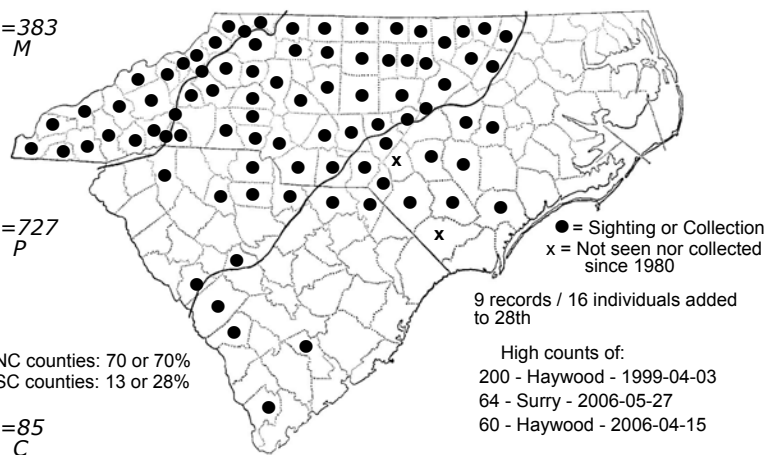 =383
M
=727
P
● = Sighting or Collection
x = Not seen nor collected
since 1980
x
x
9 records / 16 individuals added
to 28th
NC counties: 70 or 70%
SC counties: 13 or 28%
High counts of:
200 - Haywood - 1999-04-03
64 - Surry - 2006-05-27
60 - Haywood - 2006-04-15
=85
C